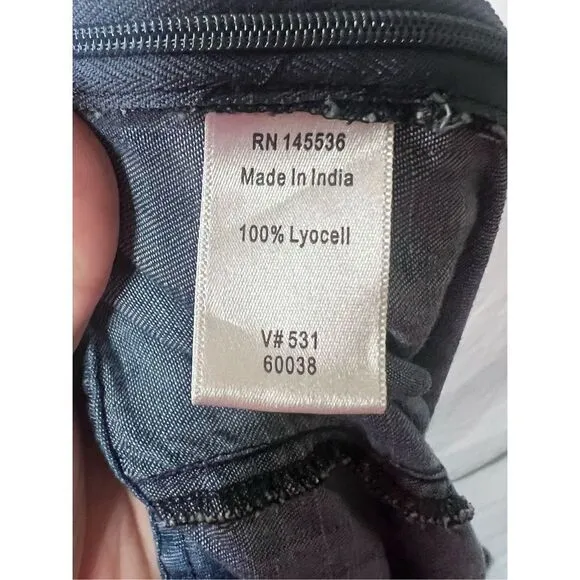 RN 145536
Made In India
100% Lyocell
V# 531
60038